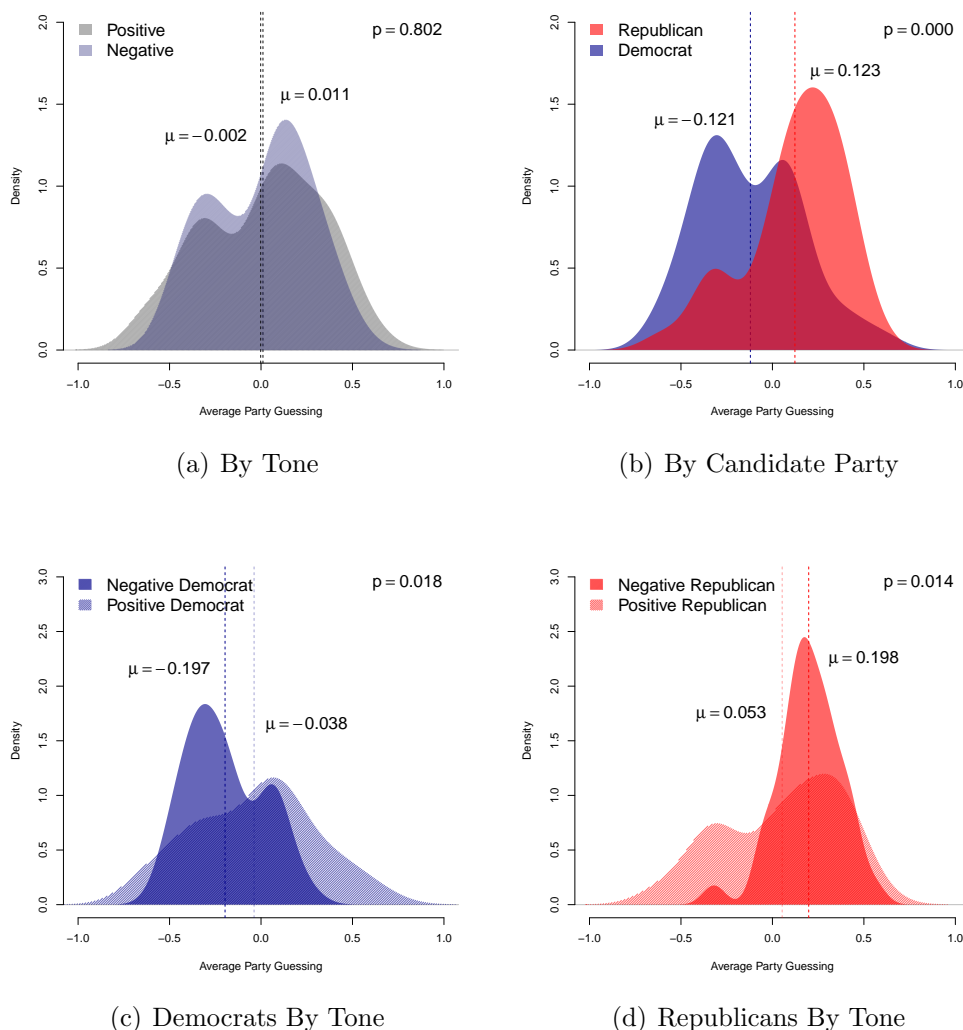 Positive
Negative
p = 0.802
μ = −0.002
μ = 0.011
Density
0.0
0.5
1.0
1.5
2.0
−1.0
−0.5
0.0
0.5
1.0
Average Party Guessing
(a) By Tone
Republican
Democrat
p = 0.000
μ = −0.121
μ = 0.123
Density
0.0
0.5
1.0
1.5
2.0
−1.0
−0.5
0.0
0.5
1.0
Average Party Guessing
(b) By Candidate Party
Negative Democrat
Positive Democrat
p = 0.018
μ = −0.197
μ = −0.038
Density
0.0
0.5
1.0
1.5
2.0
2.5
3.0
−1.0
−0.5
0.0
0.5
1.0
Average Party Guessing
(c) Democrats By Tone
Negative Republican
Positive Republican
p = 0.014
μ = 0.053
μ = 0.198
Density
0.0
0.5
1.0
1.5
2.0
2.5
3.0
−1.0
−0.5
0.0
0.5
1.0
Average Party Guessing
(d) Republicans By Tone